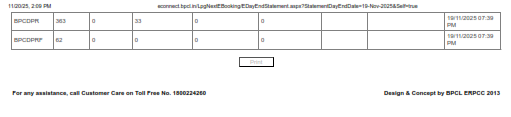 11/20/25, 2:09 PM econnect.bpcl.in/LpgNextEBooking/EDayEndStatement.aspx?StatementDayEndDate=19-Nov-2025&Self=true
BPCDPR 363 0 33 0 0 19/11/2025 07:39 PM
BPCDPRF 62 0 0 0 0 19/11/2025 07:39 PM
Print
For any assistance, call Customer Care on Toll Free No. 1800224260 Design & Concept by BPCL ERPCC 2013